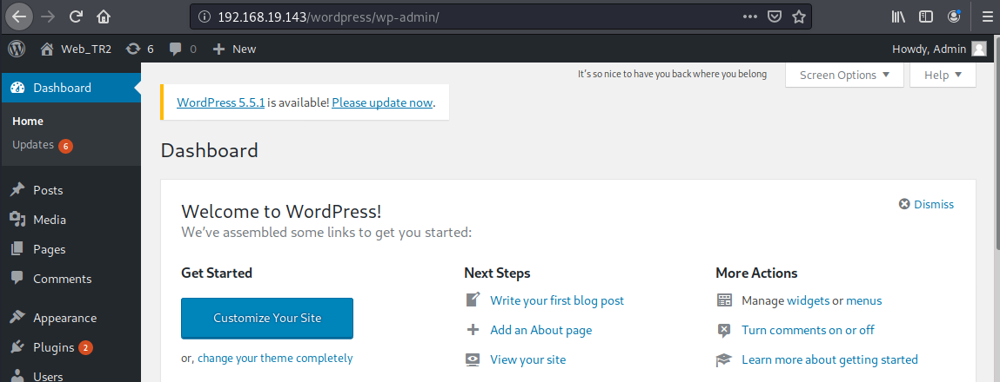 192.168.19.143/wordpress/wp-admin/
Web_TR2 6 0 New Howdy, Admin
It's so nice to have you back where you belong
Screen Options Help
Dashboard
Home
Updates 6
Posts
Media
Pages
Comments
Appearance
Plugins 2
Users
WordPress 5.5.1 is available! Please update now.
Dashboard
Welcome to WordPress!
Dismiss
We've assembled some links to get you started:
Get Started
Customize Your Site
or, change your theme completely
Next Steps
Write your first blog post
Add an About page
View your site
More Actions
Manage widgets or menus
Turn comments on or off
Learn more about getting started